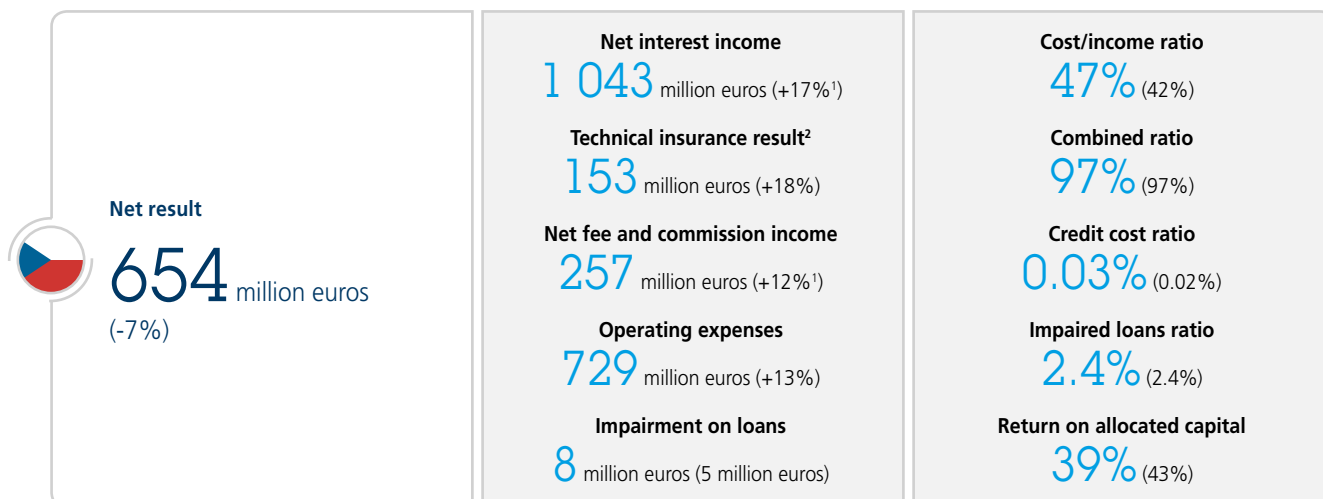 Net result
654 million euros
(-7%)
Net interest income
1 043 million euros (+17%¹)
Technical insurance result²
153 million euros (+18%)
Net fee and commission income
257 million euros (+12%¹)
Operating expenses
729 million euros (+13%)
Impairment on loans
8 million euros (5 million euros)
Cost/income ratio
47% (42%)
Combined ratio
97% (97%)
Credit cost ratio
0.03% (0.02%)
Impaired loans ratio
2.4% (2.4%)
Return on allocated capital
39% (43%)